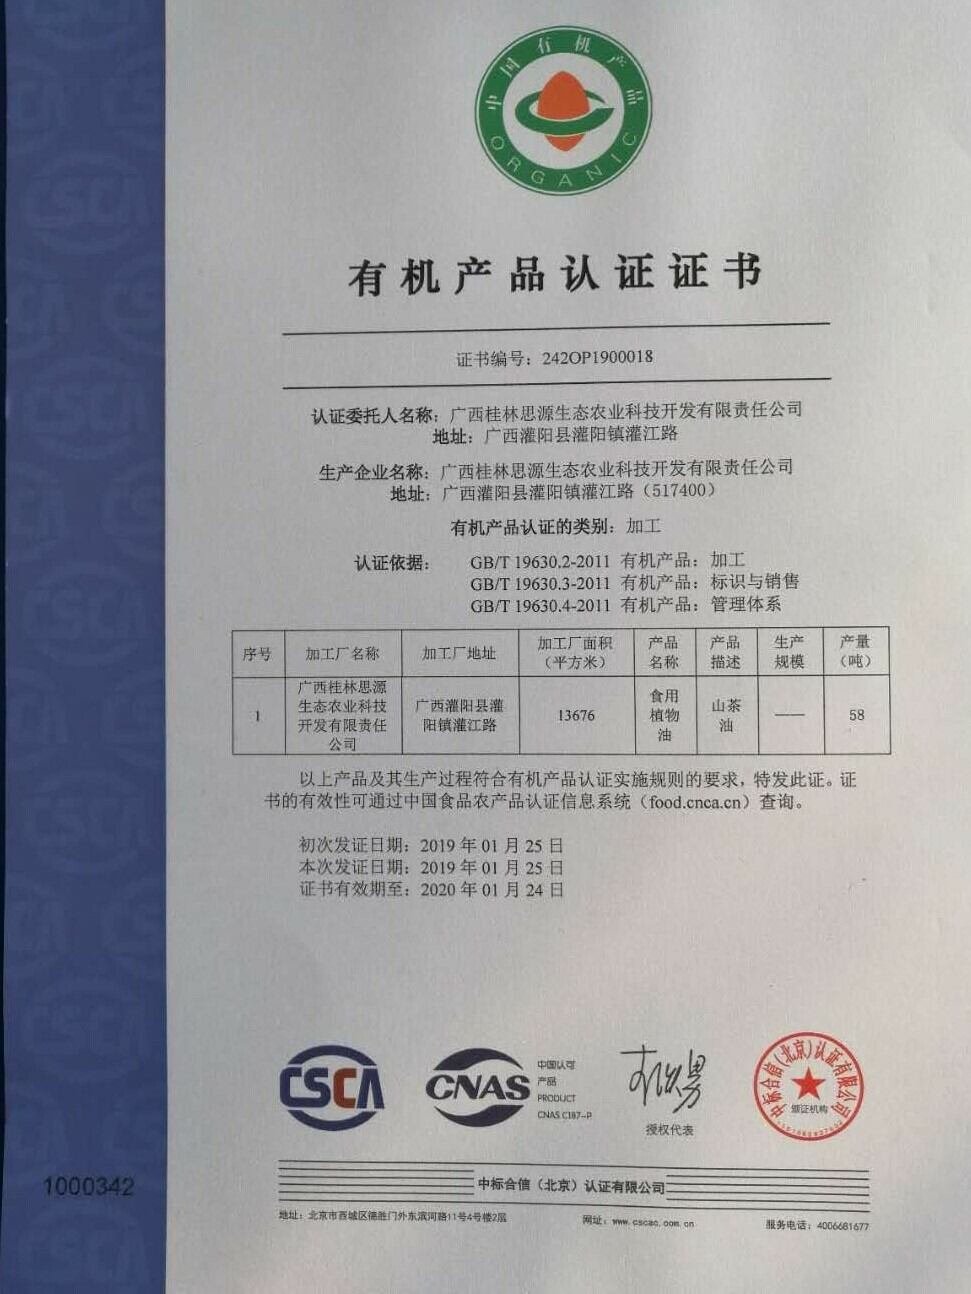 中国有机产品
ORGANIC
有机产品认证证书
证书编号：242OP1900018
认证委托人名称：广西桂林思源生态农业科技开发有限责任公司
地址：广西灌阳县灌阳镇灌江路
生产企业名称：广西桂林思源生态农业科技开发有限责任公司
地址：广西灌阳县灌阳镇灌江路（517400）
有机产品认证的类别：加工
认证依据： GB/T 19630.2-2011 有机产品：加工
GB/T 19630.3-2011 有机产品：标识与销售
GB/T 19630.4-2011 有机产品：管理体系
序号 加工厂名称 加工厂地址 加工厂面积（平方米） 产品名称 产品描述 生产规模 产量（吨）
1 广西桂林思源生态农业科技开发有限责任公司 广西灌阳县灌阳镇灌江路 13676 食用植物油 山茶油 —— 58
以上产品及其生产过程符合有机产品认证实施规则的要求，特发此证。证
书的有效性可通过中国食品农产品认证信息系统（food.cnca.cn）查询。
初次发证日期：2019 年 01 月 25 日
本次发证日期：2019 年 01 月 25 日
证书有效期至：2020 年 01 月 24 日
CSCA
CNAS
中国认可
产品
PRODUCT
CNAS C187-P
授权代表
中标合信（北京）认证有限公司
颁证机构
1000342
中标合信（北京）认证有限公司
地址：北京市西城区德胜门外东滨河路11号4号楼2层 网址：www.cscac.com.cn 服务电话：4006681677